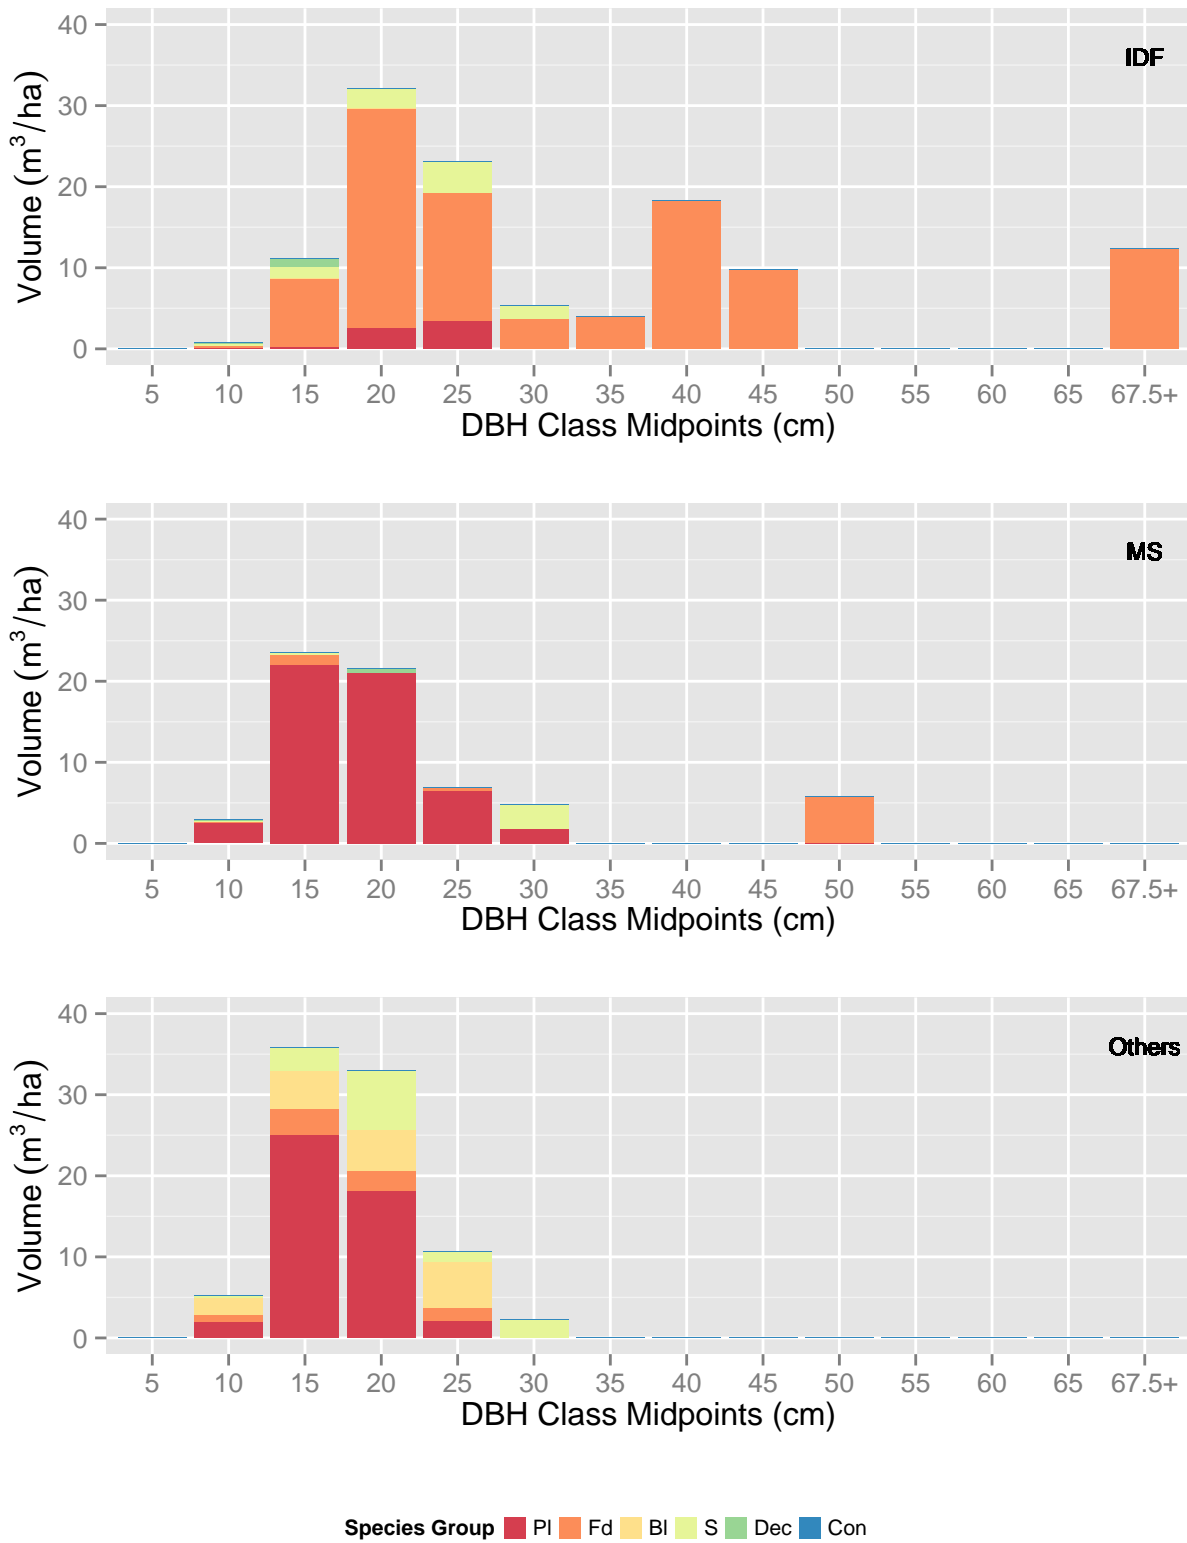 40
IDF
30
20
10
0
Volume (m³/ha)
5 10 15 20 25 30 35 40 45 50 55 60 65 67.5+
DBH Class Midpoints (cm)
40
MS
30
20
10
0
Volume (m³/ha)
5 10 15 20 25 30 35 40 45 50 55 60 65 67.5+
DBH Class Midpoints (cm)
40
Others
30
20
10
0
Volume (m³/ha)
5 10 15 20 25 30 35 40 45 50 55 60 65 67.5+
DBH Class Midpoints (cm)
Species Group Pl Fd Bl S Dec Con